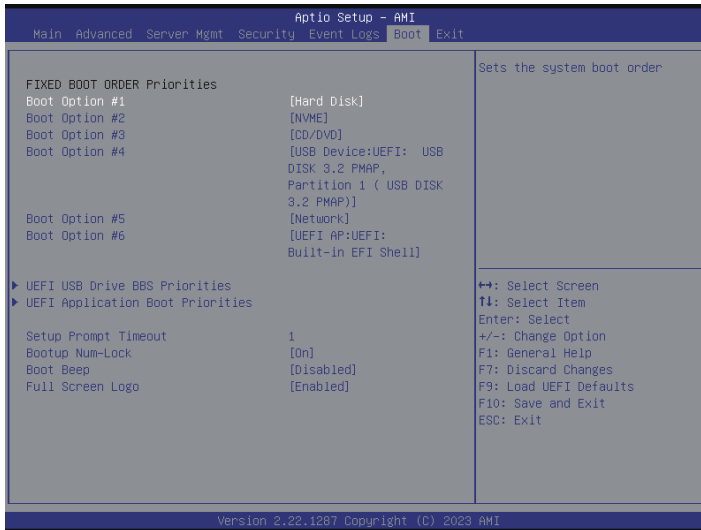 Aptio Setup - AMI
Main Advanced Server Mgmt Security Event Logs Boot Exit
Sets the system boot order
FIXED BOOT ORDER Priorities
Boot Option #1 [Hard Disk]
Boot Option #2 [NVME]
Boot Option #3 [CD/DVD]
Boot Option #4 [USB Device:UEFI: USB
DISK 3.2 PMAP,
Partition 1 ( USB DISK
3.2 PMAP)]
Boot Option #5 [Network]
Boot Option #6 [UEFI AP:UEFI:
Built-in EFI Shell]
UEFI USB Drive BBS Priorities
UEFI Application Boot Priorities
Setup Prompt Timeout 1
Bootup Num-Lock [On]
Boot Beep [Disabled]
Full Screen Logo [Enabled]
↔: Select Screen
↑↓: Select Item
Enter: Select
+/-: Change Option
F1: General Help
F7: Discard Changes
F9: Load UEFI Defaults
F10: Save and Exit
ESC: Exit
Version 2.22.1287 Copyright (C) 2023 AMI